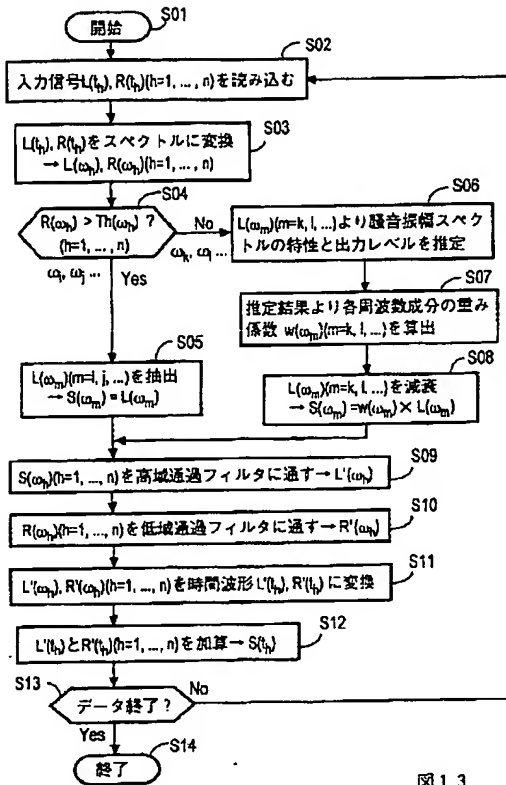 開始
S01
S02
入力信号L(tₕ), R(tₕ)(h=1, ... , n)を読み込む
S03
L(tₕ), R(tₕ)をスペクトルに変換
→ L(ωₕ), R(ωₕ)(h=1, ... , n)
S04
R(ωₕ) > Th(ωₕ) ?
(h=1, ... , n)
No
ωₖ, ωₗ ...
ωᵢ, ωⱼ ...
Yes
S06
L(ωₘ)(m=k, l, ...)より騒音振幅スペ
クトルの特性と出力レベルを推定
S07
推定結果より各周波数成分の重み
係数 w(ωₘ)(m=k, l, ...)を算出
S05
L(ωₘ)(m=i, j, ...)を抽出
→ S(ωₘ) = L(ωₘ)
S08
L(ωₘ)(m=k, l, ...)を減衰
→ S(ωₘ) =w(ωₘ) × L(ωₘ)
S09
S(ωₕ)(h=1, ..., n)を高域通過フィルタに通す→ L'(ωₕ)
S10
R(ωₕ)(h=1, ..., n)を低域通過フィルタに通す→ R'(ωₕ)
S11
L'(ωₕ), R'(ωₕ)(h=1, ..., n)を時間波形 L'(tₕ), R'(tₕ) に変換
S12
L'(tₕ)とR'(tₕ)(h=1, ..., n)を加算→ S(tₕ)
S13
データ終了?
No
Yes
S14
終了
図1 3